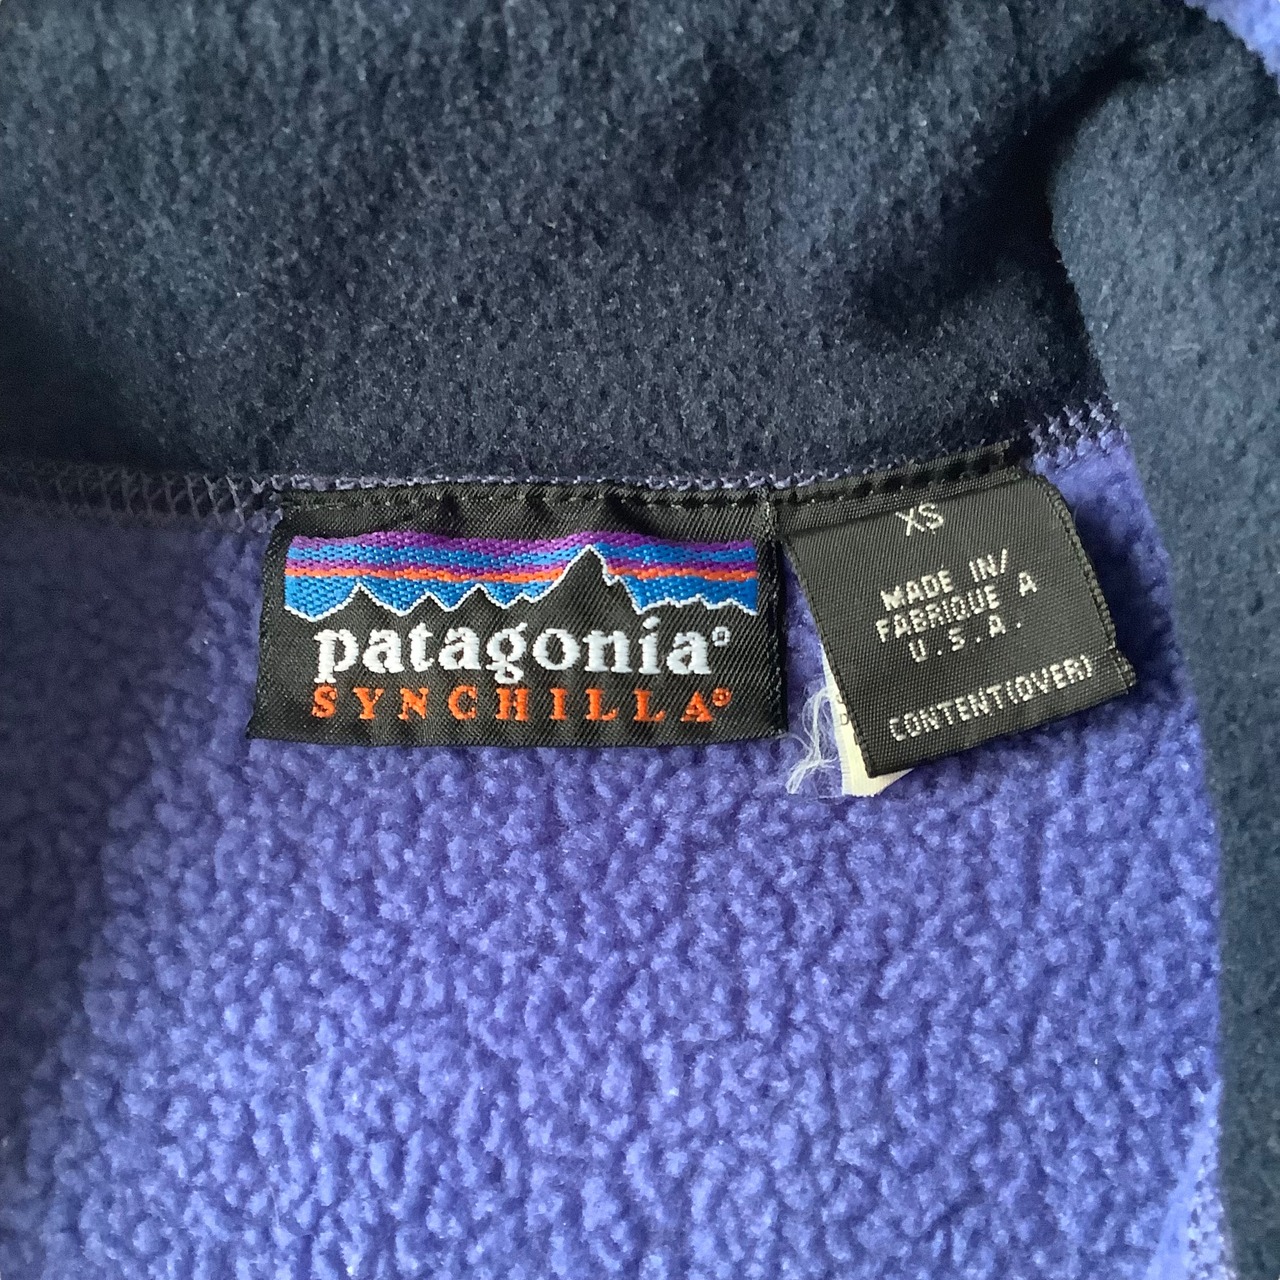 patagonia®
SYNCHILLA®
XS
MADE IN/
FABRIQUE A
U.S.A.
CONTENT(OVER)